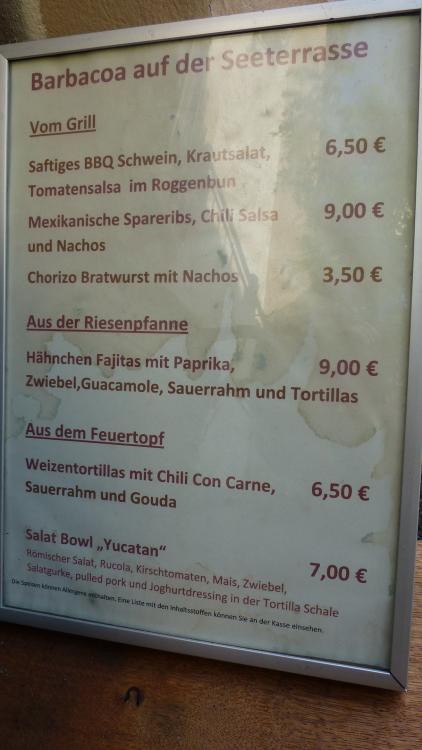 Barbacoa auf der Seeterrasse
Vom Grill
Saftiges BBQ Schwein, Krautsalat, 6,50 €
Tomatensalsa im Roggenbun
Mexikanische Spareribs, Chili Salsa 9,00 €
und Nachos
Chorizo Bratwurst mit Nachos 3,50 €
Aus der Riesenpfanne
Hähnchen Fajitas mit Paprika, 9,00 €
Zwiebel,Guacamole, Sauerrahm und Tortillas
Aus dem Feuertopf
Weizentortillas mit Chili Con Carne, 6,50 €
Sauerrahm und Gouda
Salat Bowl „Yucatan“ 7,00 €
Römischer Salat, Rucola, Kirschtomaten, Mais, Zwiebel,
Salatgurke, pulled pork und Joghurtdressing in der Tortilla Schale
Die Speisen können Allergene enthalten. Eine Liste mit den Inhaltsstoffen können Sie an der Kasse einsehen.